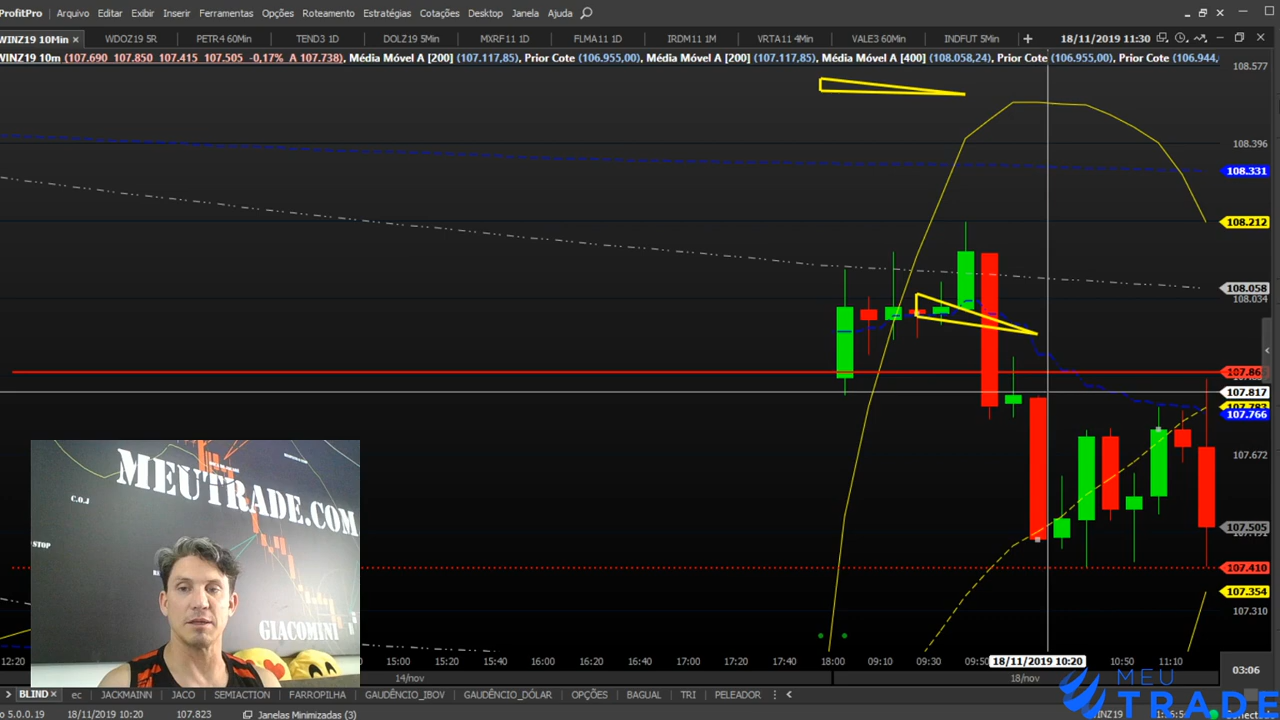 ProfitPro Arquivo Editar Exibir Inserir Ferramentas Opções Roteamento Estratégias Cotações Desktop Janela Ajuda
WINZ19 10Min WDOZ19 5R PETR4 60Min TEND3 1D DOLZ19 5Min MXRF11 1D FLMA11 1D IRDM11 1M VRTA11 4Min VALE3 60Min INDFUT 5Min 18/11/2019 11:30
WINZ19 10m (107.690 107.850 107.415 107.505 -0,17% A 107.738), Média Móvel A [200] (107.117,85), Prior Cote (106.955,00), Média Móvel A [200] (107.117,85), Média Móvel A [400] (108.058,24), Prior Cote (106.955,00), Prior Cote (106.944,
108.577
108.396
108.331
108.212
108.058
108.034
107.86
107.817
107.783
107.766
107.672
107.505
107.491
107.410
107.354
107.310
MEUTRADE.COM
C.O.J
STOP
GIACOMINI
12:20 15:00 15:20 15:40 16:00 16:20 16:40 17:00 17:20 17:40 18:00 09:10 09:30 09:50 18/11/2019 10:20 10:50 11:10
03:06
14/nov 18/nov
MEU
TRADE
BLIND ec JACKMANN JACO SEMIACTION FARROPILHA GAUDÊNCIO_IBOV GAUDÊNCIO_DÓLAR OPÇÕES BAGUAL TRI PELEADOR
5.0.0.19 18/11/2019 10:20 107.823 Janelas Minimizadas (3)